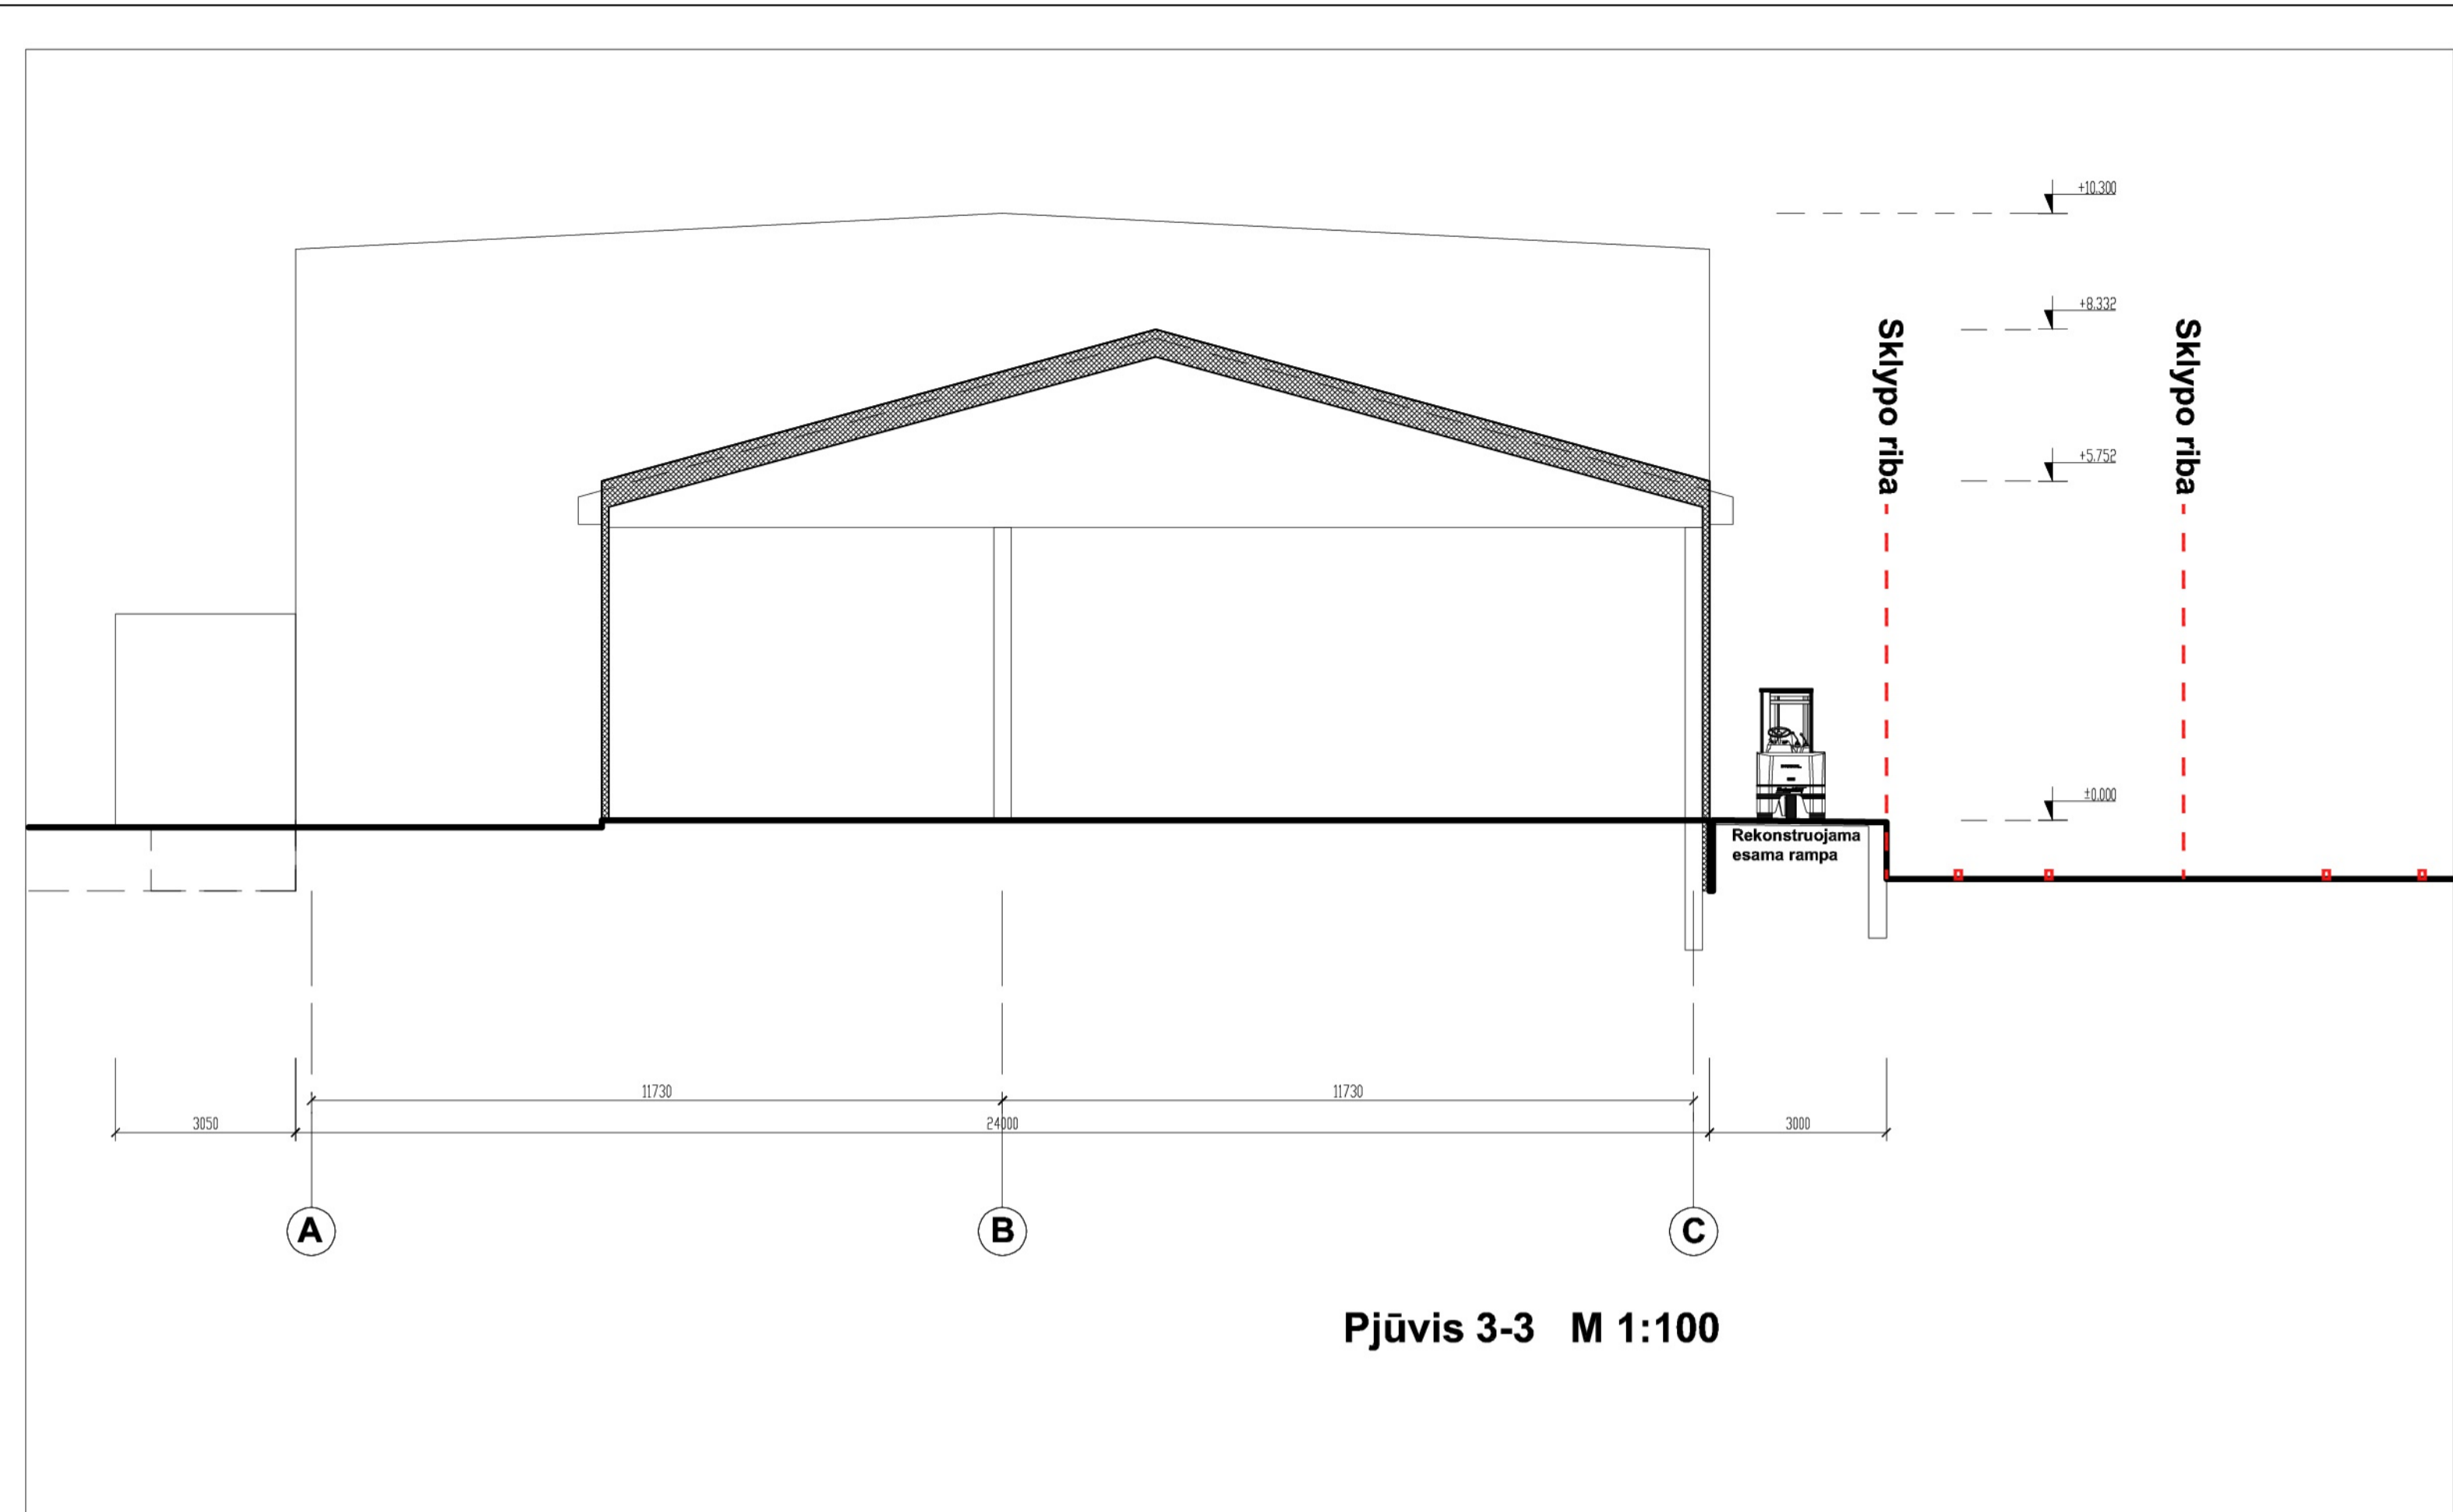 +10.300
+8.332
Sklypo riba
Sklypo riba
+5.752
±0.000
Rekonstruojama
esama rampa
11730
11730
3050
24000
3000
A
B
C
Pjūvis 3-3 M 1:100